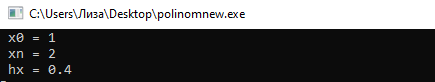 C:\Users\Лиза\Desktop\polinomnew.exe
x0 = 1
xn = 2
hx = 0.4